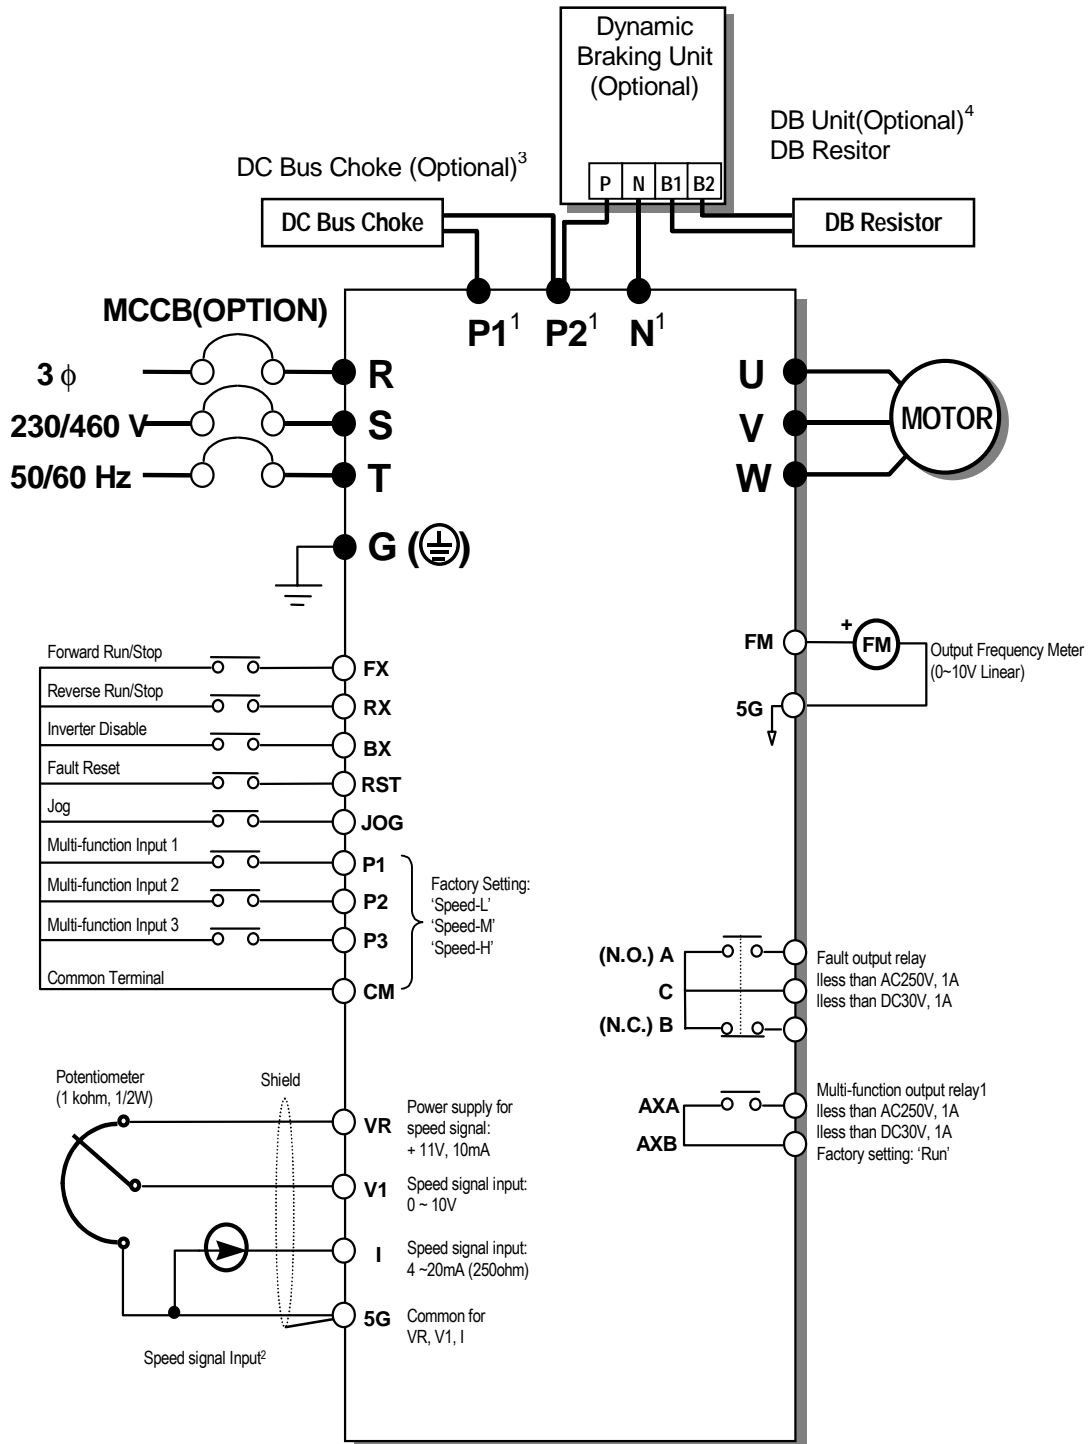 Dynamic
Braking Unit
(Optional)
P N B1 B2
DB Unit(Optional)4
DB Resitor
DC Bus Choke (Optional)3
DC Bus Choke
DB Resistor
MCCB(OPTION)
P11 P21 N1
3 ϕ
230/460 V
50/60 Hz
R
S
T
G ( )
U
V
W
MOTOR
Forward Run/Stop
FX
Reverse Run/Stop
RX
Inverter Disable
BX
Fault Reset
RST
Jog
JOG
Multi-function Input 1
P1
Multi-function Input 2
P2
Multi-function Input 3
P3
Common Terminal
CM
Factory Setting:
‘Speed-L’
‘Speed-M’
‘Speed-H’
FM
+
FM
Output Frequency Meter
(0~10V Linear)
5G
(N.O.) A
C
(N.C.) B
Fault output relay
lless than AC250V, 1A
lless than DC30V, 1A
AXA
AXB
Multi-function output relay1
lless than AC250V, 1A
lless than DC30V, 1A
Factory setting: ‘Run’
Potentiometer
(1 kohm, 1/2W)
Shield
VR
Power supply for
speed signal:
+ 11V, 10mA
V1
Speed signal input:
0 ~ 10V
I
Speed signal input:
4 ~20mA (250ohm)
5G
Common for
VR, V1, I
Speed signal Input2